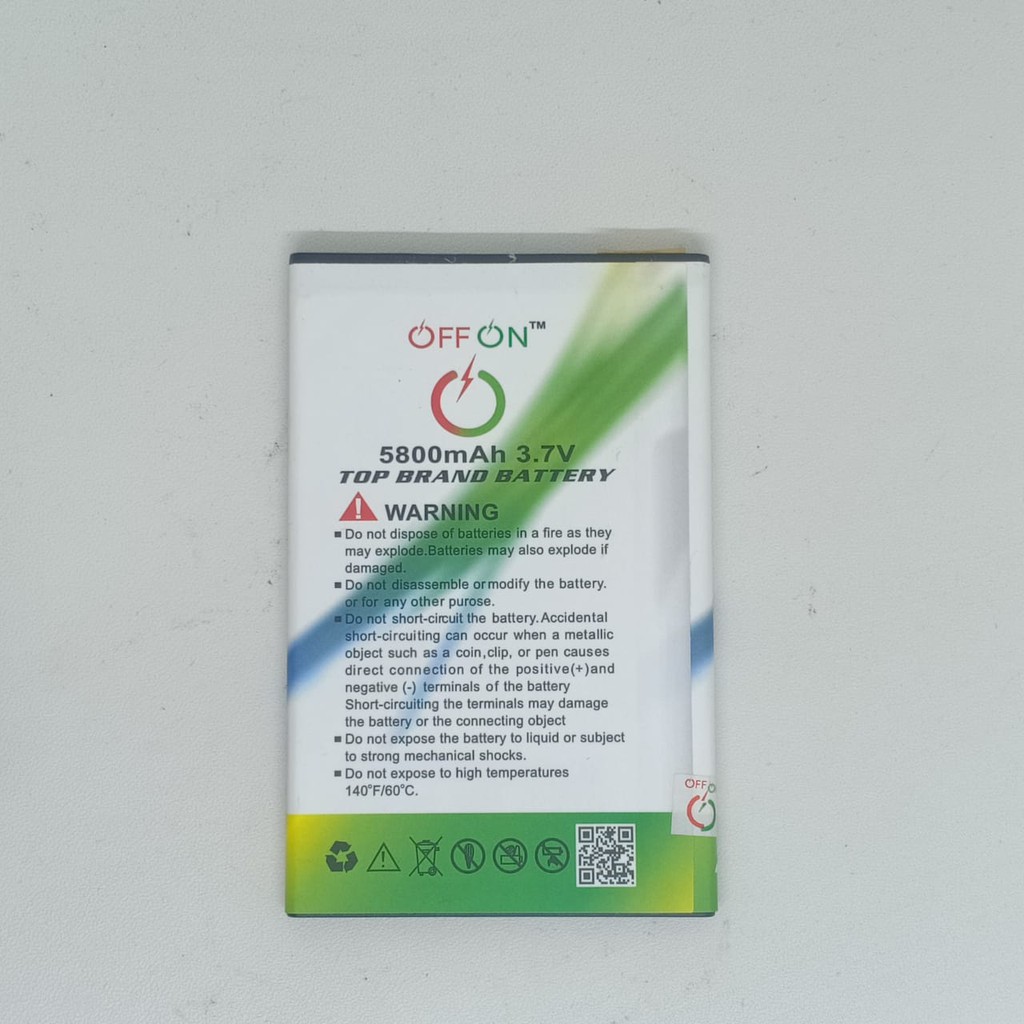 OFF ON™
5800mAh 3.7V
TOP BRAND BATTERY
WARNING
▪ Do not dispose of batteries in a fire as they
may explode.Batteries may also explode if
damaged.
▪ Do not disassemble or modify the battery.
or for any other purose.
▪ Do not short-circuit the battery.Accidental
short-circuiting can occur when a metallic
object such as a coin,clip, or pen causes
direct connection of the positive(+)and
negative (-) terminals of the battery
Short-circuiting the terminals may damage
the battery or the connecting object
▪ Do not expose the battery to liquid or subject
to strong mechanical shocks.
▪ Do not expose to high temperatures
140°F/60°C.
OFF O